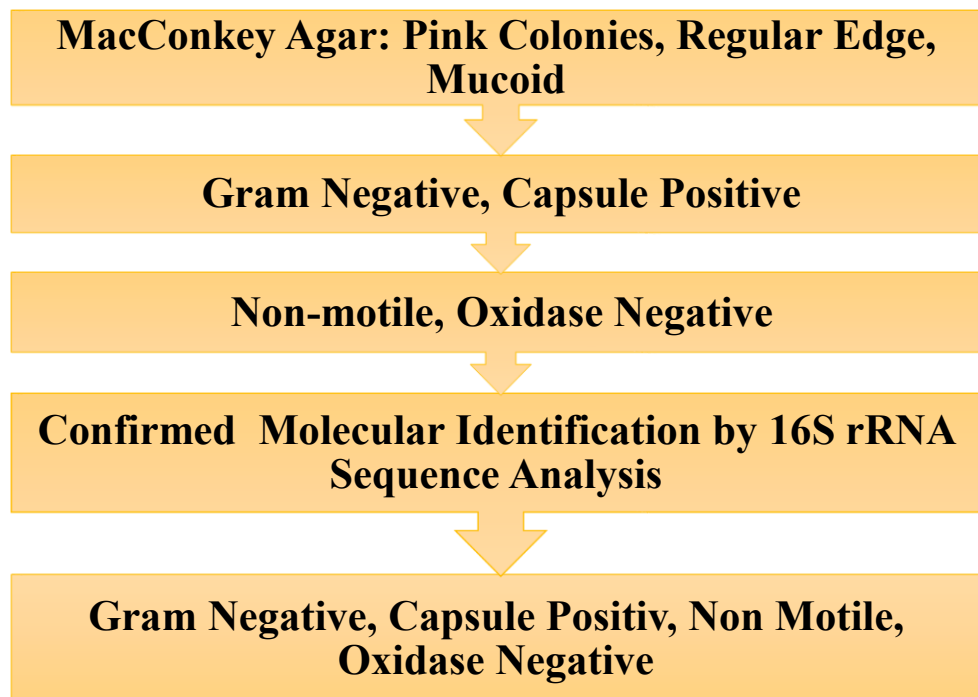 MacConkey Agar: Pink Colonies, Regular Edge,
Mucoid
Gram Negative, Capsule Positive
Non-motile, Oxidase Negative
Confirmed  Molecular Identification by 16S rRNA
Sequence Analysis
Gram Negative, Capsule Positiv, Non Motile,
Oxidase Negative